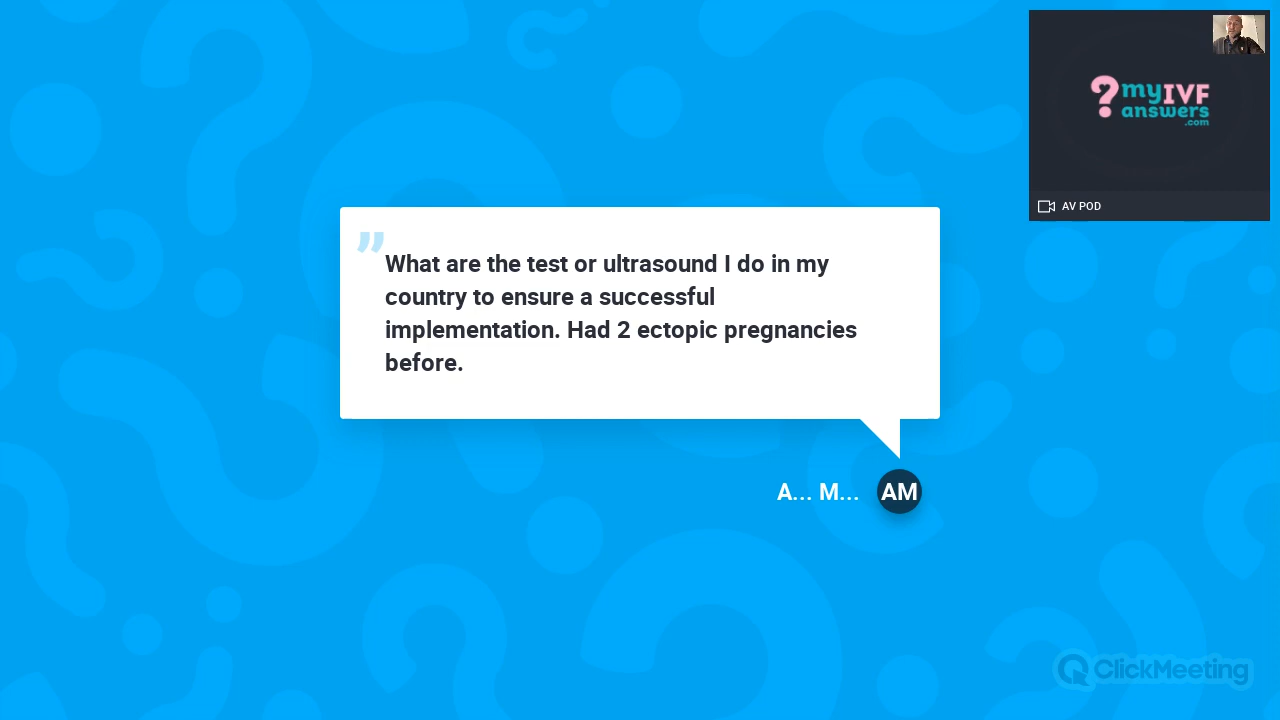 myIVF
answers
.com
AV POD
What are the test or ultrasound I do in my
country to ensure a successful
implementation. Had 2 ectopic pregnancies
before.
A... M... AM
ClickMeeting